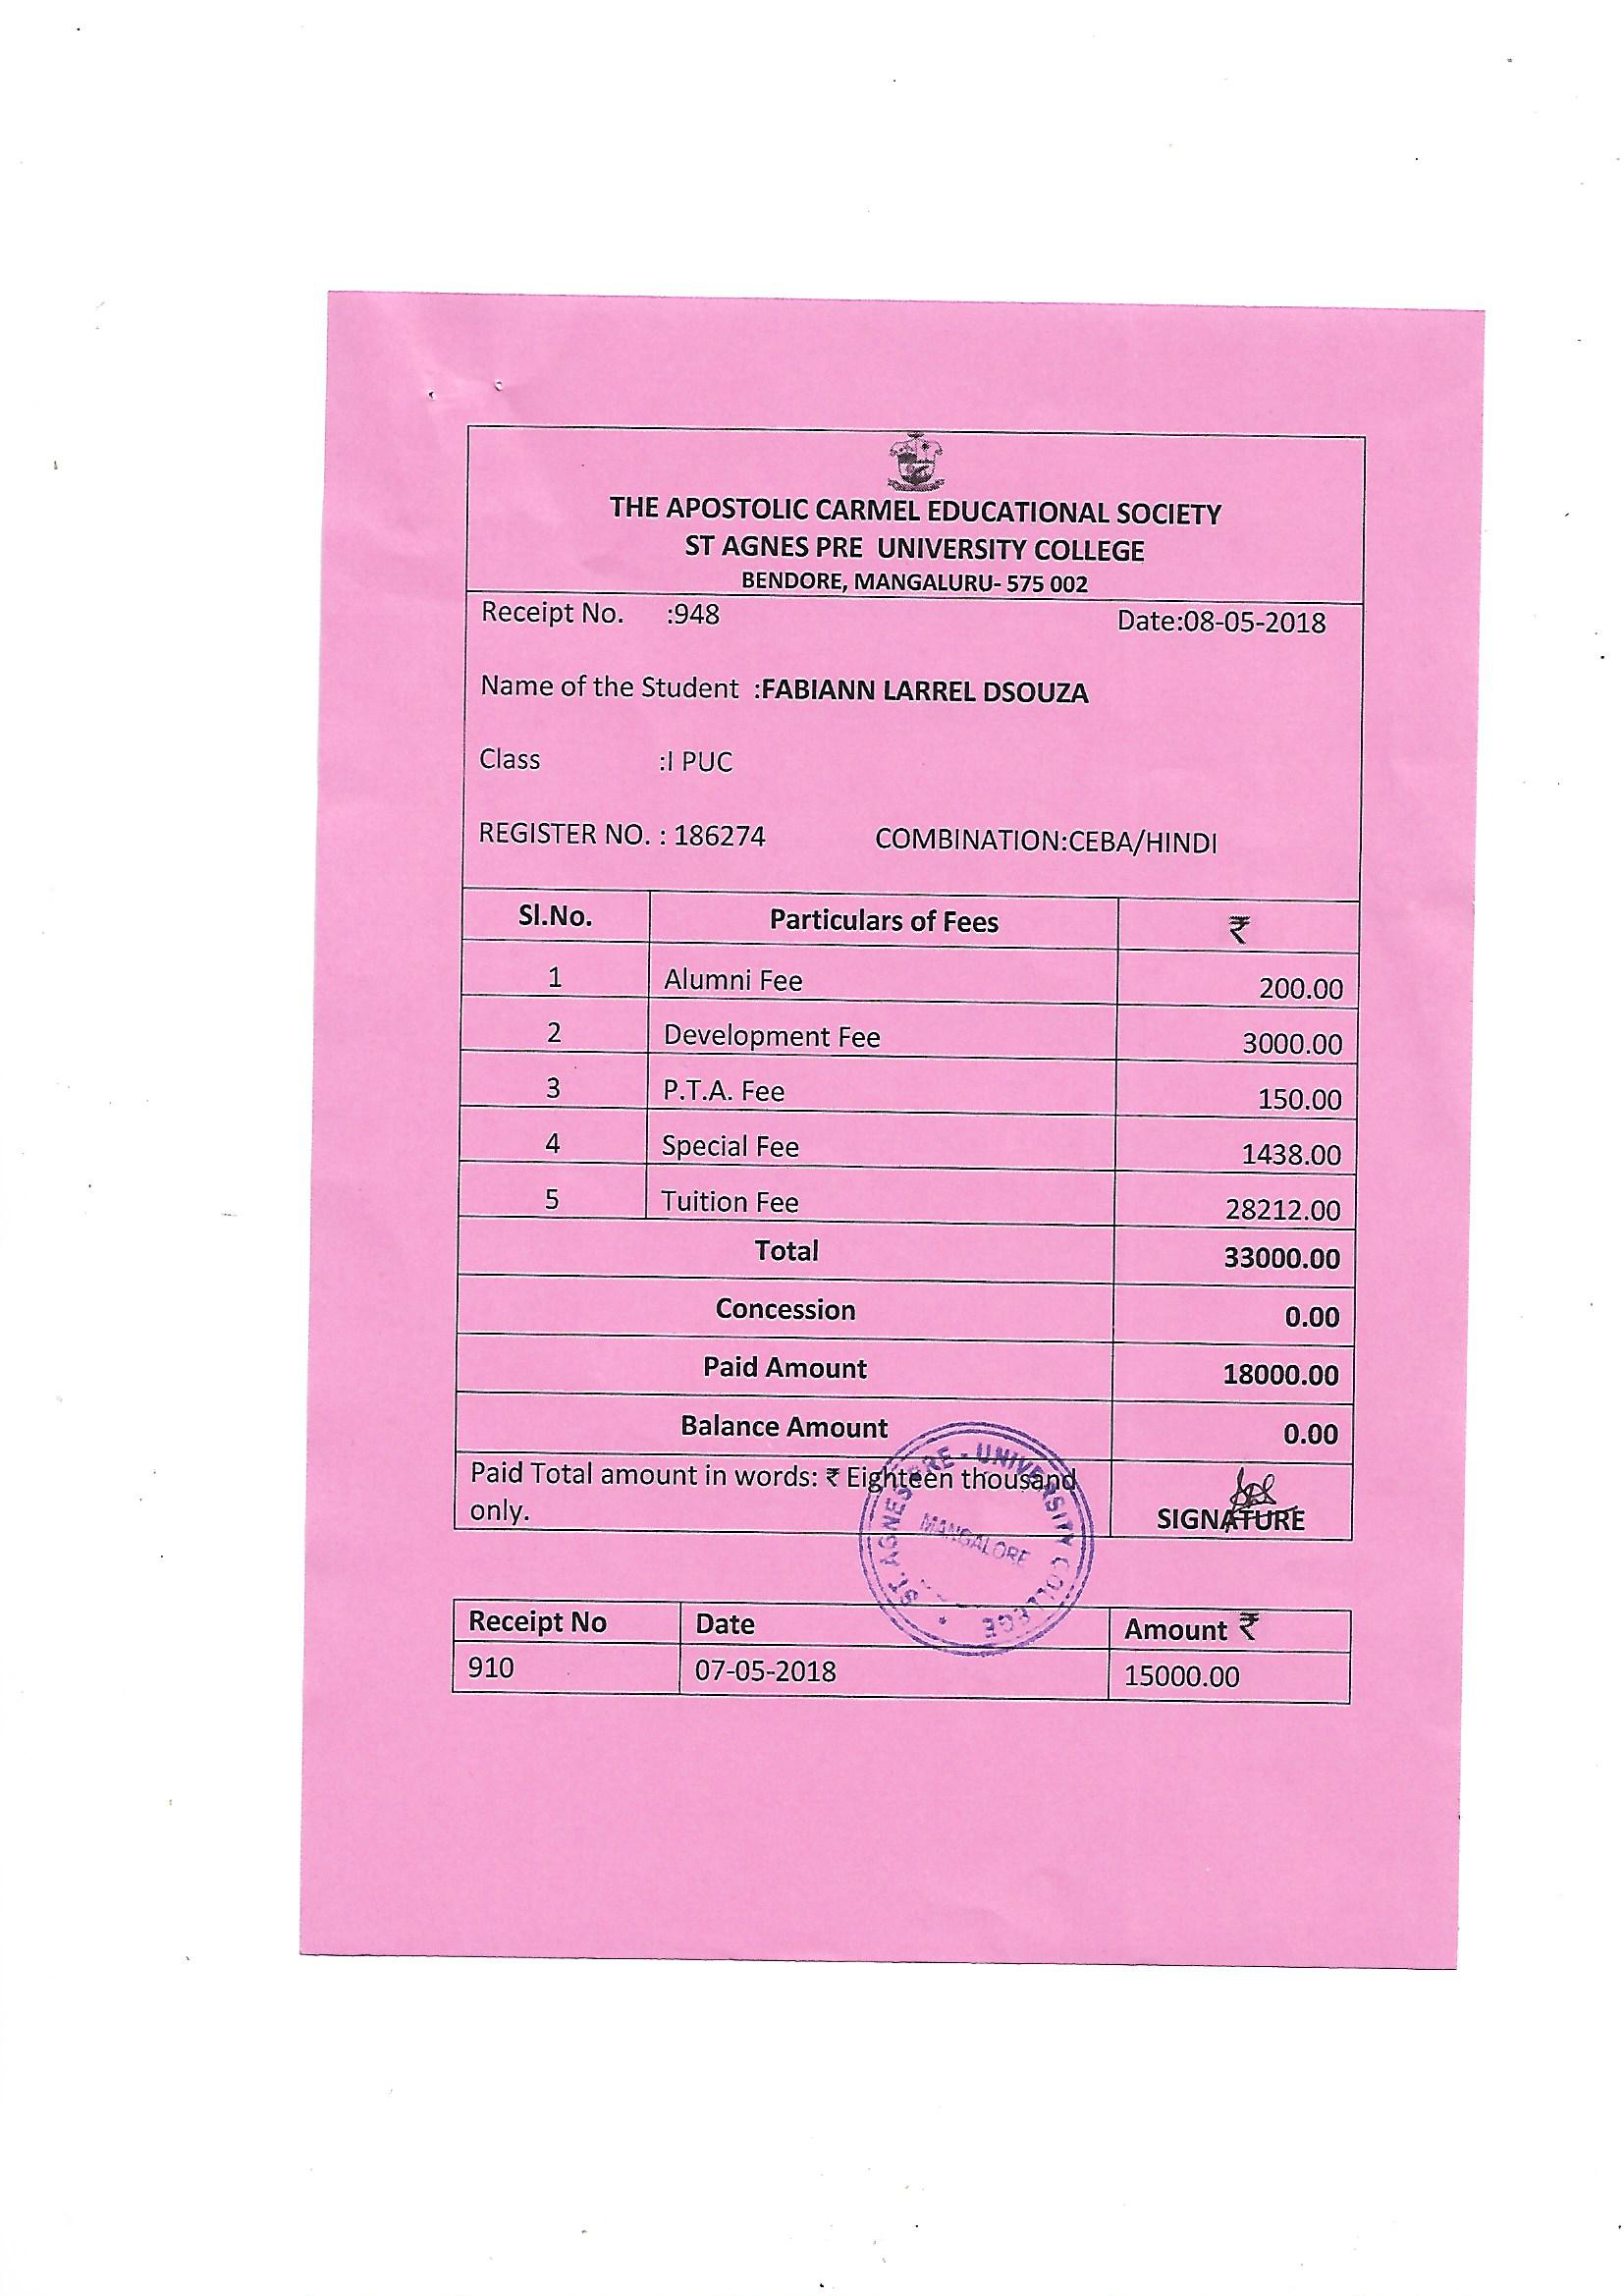 THE APOSTOLIC CARMEL EDUCATIONAL SOCIETY
ST AGNES PRE UNIVERSITY COLLEGE
BENDORE, MANGALURU- 575 002
Receipt No. :948 Date:08-05-2018
Name of the Student :FABIANN LARREL DSOUZA
Class :I PUC
REGISTER NO. : 186274 COMBINATION:CEBA/HINDI
Sl.No. Particulars of Fees ₹
1 Alumni Fee 200.00
2 Development Fee 3000.00
3 P.T.A. Fee 150.00
4 Special Fee 1438.00
5 Tuition Fee 28212.00
Total 33000.00
Concession 0.00
Paid Amount 18000.00
Balance Amount 0.00
Paid Total amount in words: ₹ Eighteen thousand
only.
SIGNATURE
ST. AGNES PRE - UNIVERSITY COLLEGE
MANGALORE
Receipt No Date Amount ₹
910 07-05-2018 15000.00